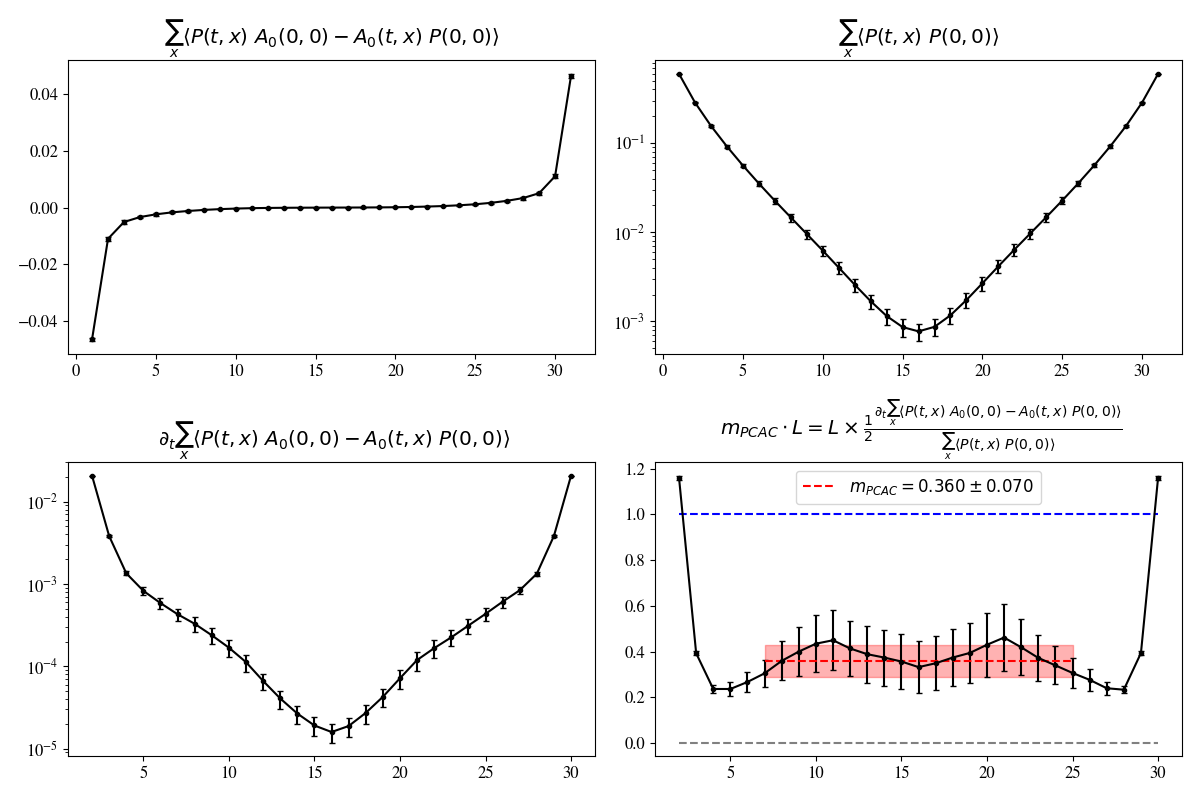 ∑ₓ⟨P(t, x) A₀(0, 0) − A₀(t, x) P(0, 0)⟩
0.04
0.02
0.00
−0.02
−0.04
0 5 10 15 20 25 30
∑ₓ⟨P(t, x) P(0, 0)⟩
10⁻¹
10⁻²
10⁻³
0 5 10 15 20 25 30
∂ₜ∑ₓ⟨P(t, x) A₀(0, 0) − A₀(t, x) P(0, 0)⟩
10⁻²
10⁻³
10⁻⁴
10⁻⁵
5 10 15 20 25 30
m_PCAC · L = L × ½ ∂ₜ∑ₓ⟨P(t, x) A₀(0, 0) − A₀(t, x) P(0, 0)⟩ / ∑ₓ⟨P(t, x) P(0, 0)⟩
m_PCAC = 0.360 ± 0.070
1.2
1.0
0.8
0.6
0.4
0.2
0.0
5 10 15 20 25 30